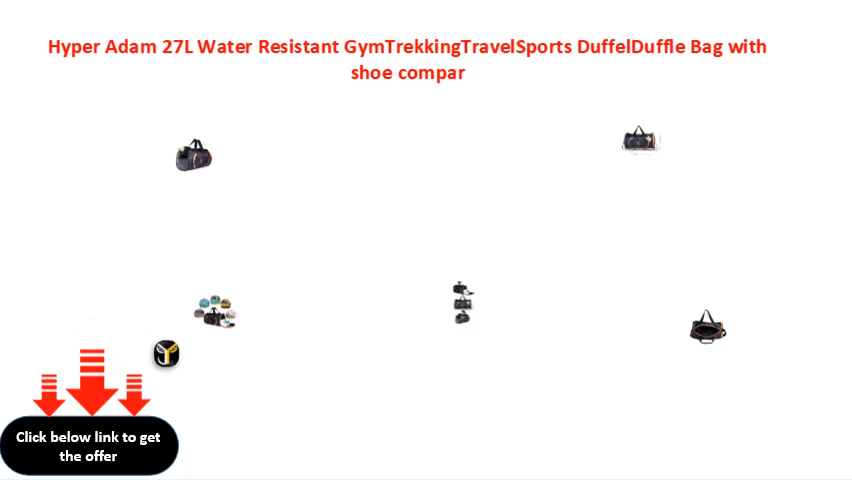 Hyper Adam 27L Water Resistant GymTrekkingTravelSports DuffelDuffle Bag with
shoe compar
Click below link to get
the offer